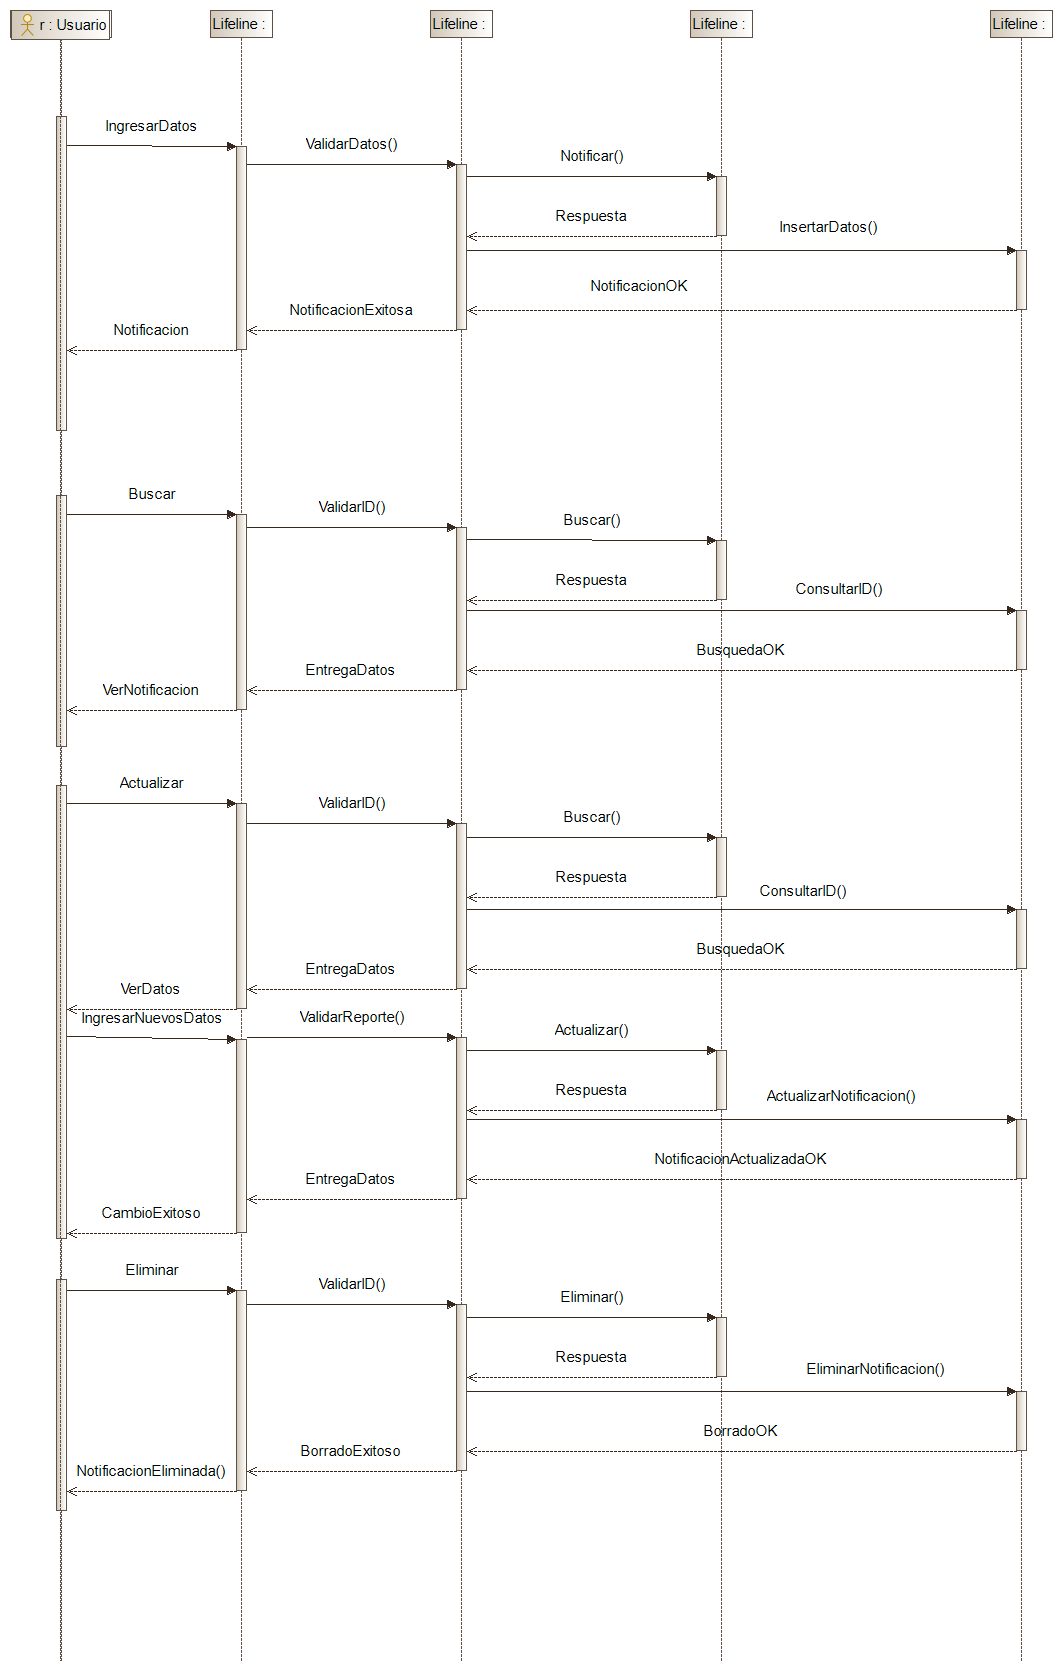 r : Usuario
Lifeline :
Lifeline :
Lifeline :
Lifeline :
IngresarDatos
ValidarDatos()
Notificar()
Respuesta
InsertarDatos()
NotificacionOK
NotificacionExitosa
Notificacion
Buscar
ValidarID()
Buscar()
Respuesta
ConsultarID()
BusquedaOK
EntregaDatos
VerNotificacion
Actualizar
ValidarID()
Buscar()
Respuesta
ConsultarID()
BusquedaOK
EntregaDatos
VerDatos
IngresarNuevosDatos
ValidarReporte()
Actualizar()
Respuesta
ActualizarNotificacion()
NotificacionActualizadaOK
EntregaDatos
CambioExitoso
Eliminar
ValidarID()
Eliminar()
Respuesta
EliminarNotificacion()
BorradoOK
BorradoExitoso
NotificacionEliminada()